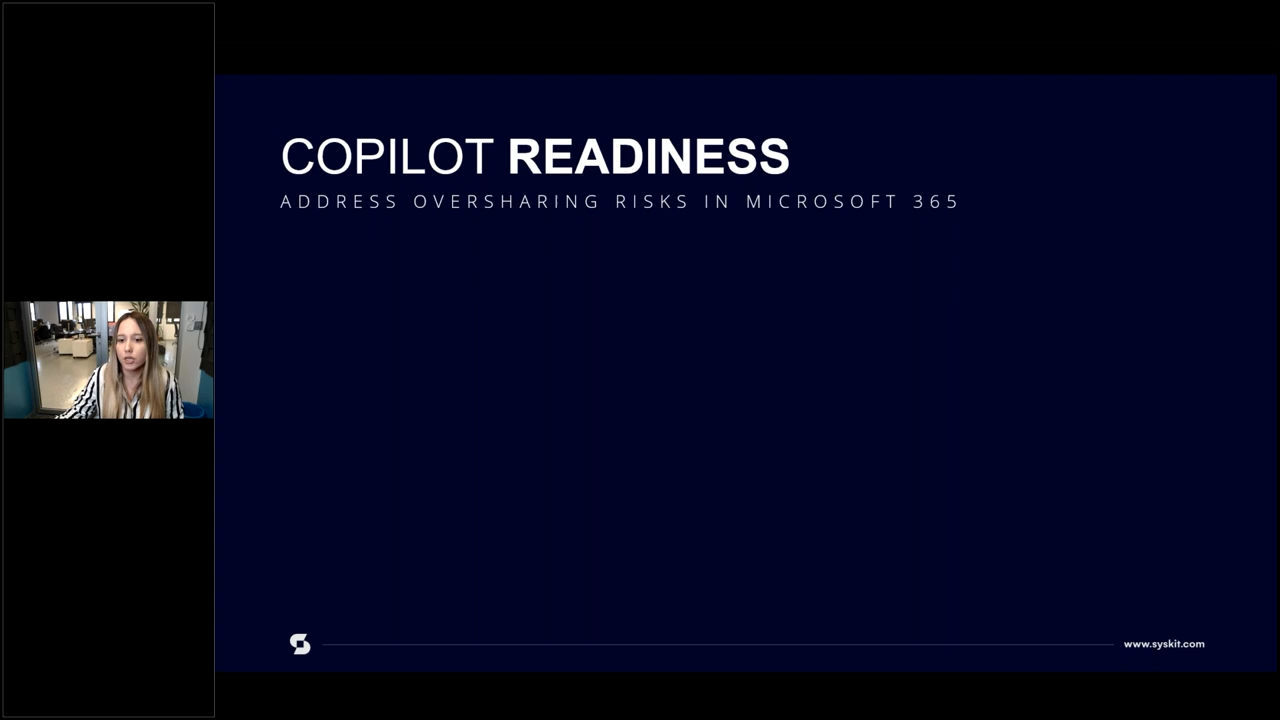 COPILOT READINESS
ADDRESS OVERSHARING RISKS IN MICROSOFT 365
www.syskit.com